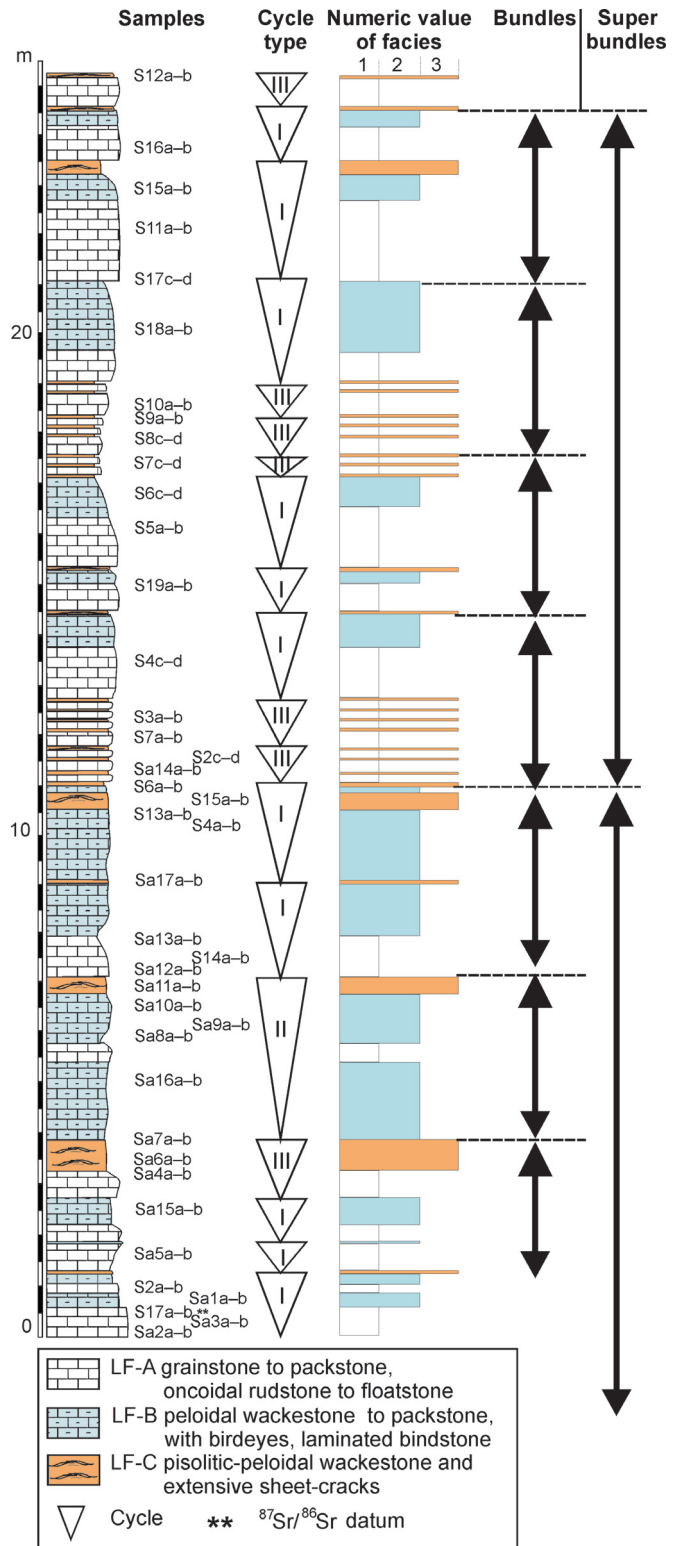 Samples
Cycle type
Numeric value of facies
Bundles
Super bundles
m
1 2 3
S12a–b
III
I
S16a–b
S15a–b
I
S11a–b
S17c–d
20
S18a–b
I
S10a–b
III
S9a–b
S8c–d
III
S7c–d
III
S6c–d
I
S5a–b
S19a–b
I
S4c–d
I
S3a–b
III
S7a–b
S2c–d
III
Sa14a–b
S6a–b
S15a–b
S13a–b
I
S4a–b
10
Sa17a–b
I
Sa13a–b
S14a–b
Sa12a–b
Sa11a–b
Sa10a–b
Sa9a–b
II
Sa8a–b
Sa16a–b
Sa7a–b
Sa6a–b
III
Sa4a–b
Sa15a–b
I
Sa5a–b
I
S2a–b
Sa1a–b
I
S17a–b **
Sa3a–b
0
Sa2a–b
LF-A grainstone to packstone,
oncoidal rudstone to floatstone
LF-B peloidal wackestone to packstone,
with birdeyes, laminated bindstone
LF-C pisolitic-peloidal wackestone and
extensive sheet-cracks
Cycle ** ⁸⁷Sr/⁸⁶Sr datum